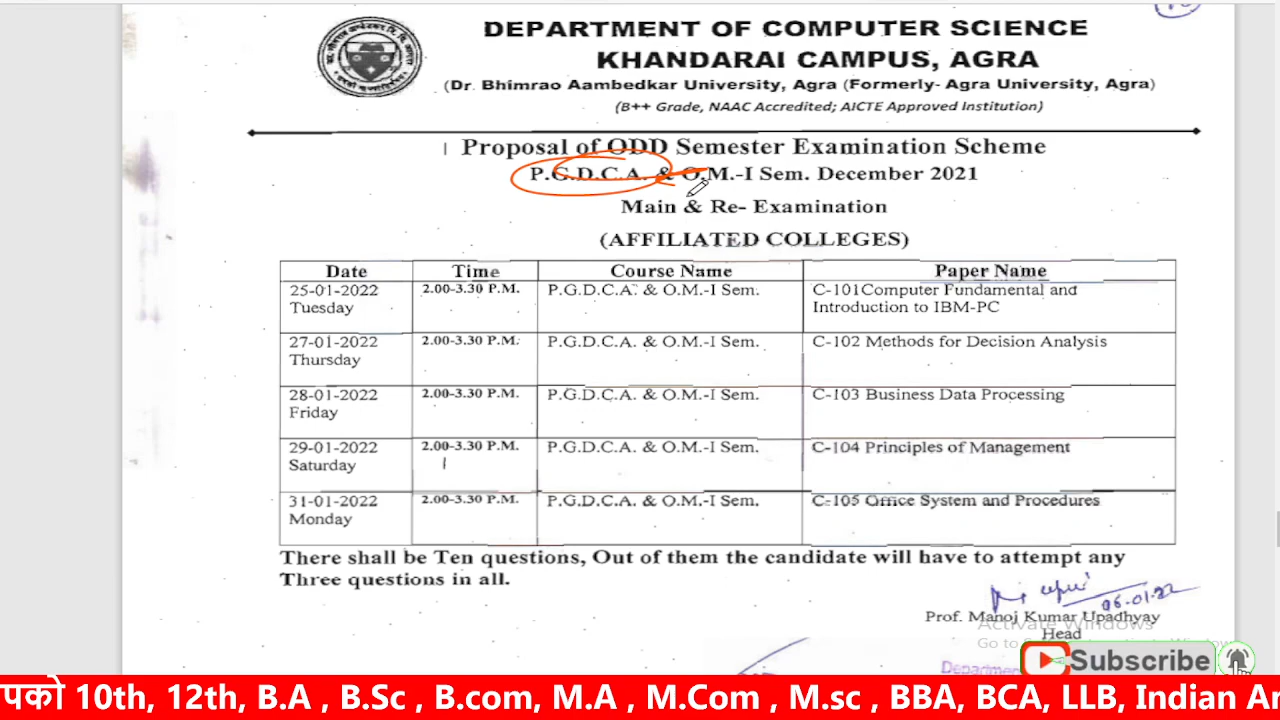 DEPARTMENT OF COMPUTER SCIENCE
KHANDARAI CAMPUS, AGRA
(Dr. Bhimrao Aambedkar University, Agra (Formerly- Agra University, Agra)
(B++ Grade, NAAC Accredited; AICTE Approved Institution)
Proposal of ODD Semester Examination Scheme
P.G.D.C.A. & O.M.-I Sem. December 2021
Main & Re- Examination
(AFFILIATED COLLEGES)
Date Time Course Name Paper Name
25-01-2022 2.00-3.30 P.M. P.G.D.C.A. & O.M.-I Sem. C-101Computer Fundamental and
Tuesday Introduction to IBM-PC
27-01-2022 2.00-3.30 P.M. P.G.D.C.A. & O.M.-I Sem. C-102 Methods for Decision Analysis
Thursday
28-01-2022 2.00-3.30 P.M. P.G.D.C.A. & O.M.-I Sem. C-103 Business Data Processing
Friday
29-01-2022 2.00-3.30 P.M. P.G.D.C.A. & O.M.-I Sem. C-104 Principles of Management
Saturday
31-01-2022 2.00-3.30 P.M. P.G.D.C.A. & O.M.-I Sem. C-105 Office System and Procedures
Monday
There shall be Ten questions, Out of them the candidate will have to attempt any
Three questions in all.
06-01-22
Prof. Manoj Kumar Upadhyay
Activate Windows
Head
Go to
Subscribe
पको 10th, 12th, B.A , B.Sc , B.com, M.A , M.Com , M.sc , BBA, BCA, LLB, Indian Ar